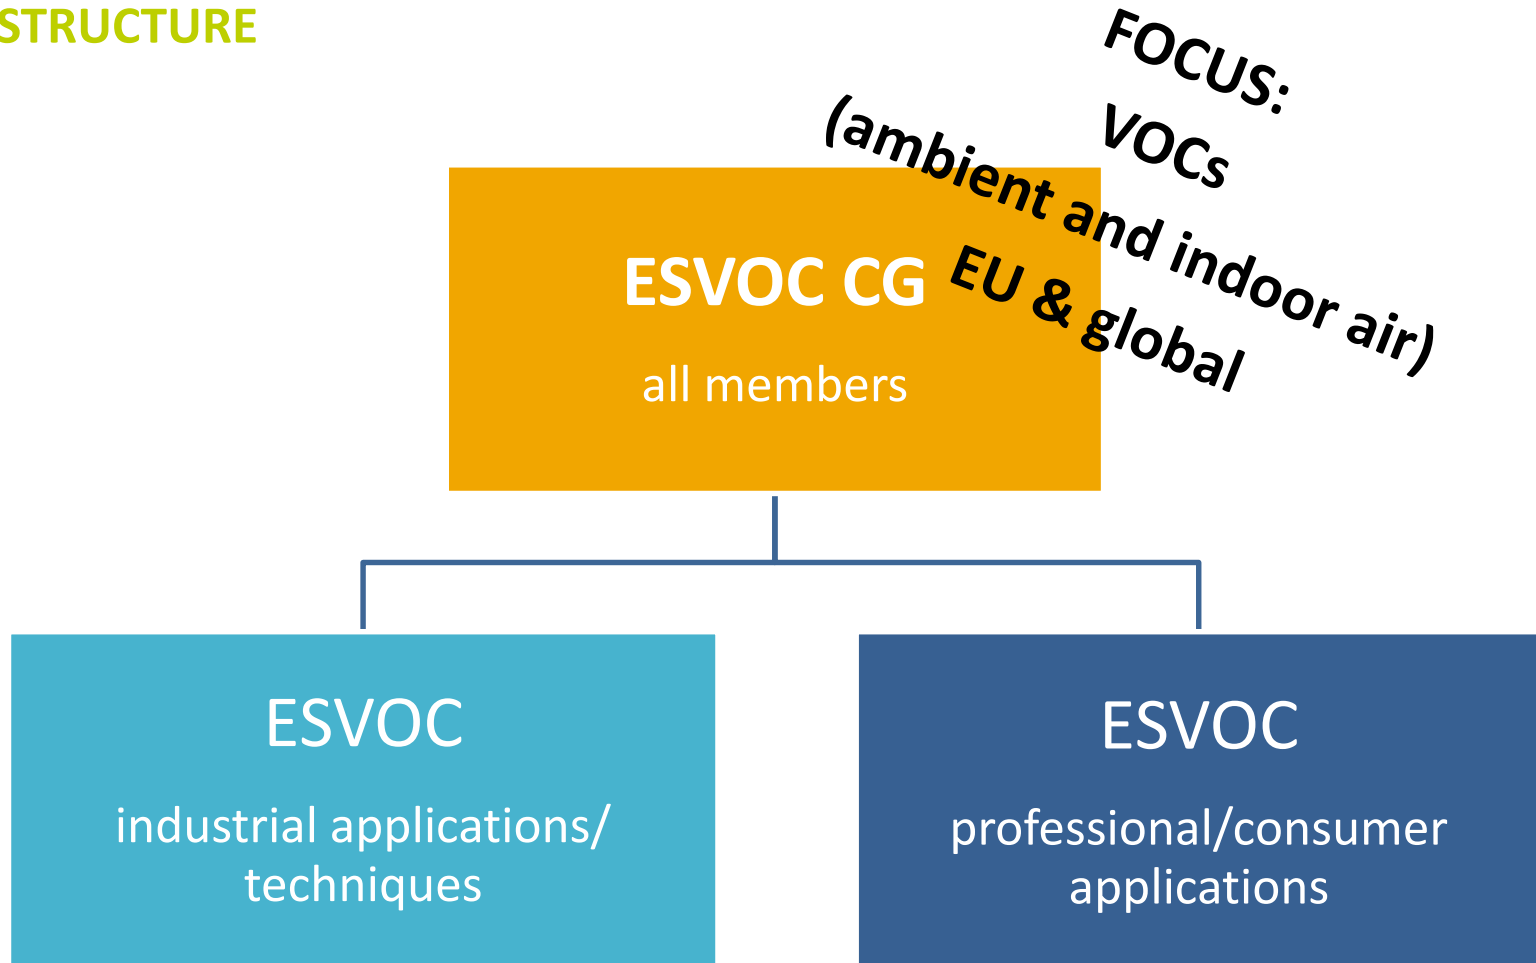 STRUCTURE
FOCUS:
VOCs
(ambient and indoor air)
EU & global
ESVOC CG
all members
ESVOC
industrial applications/
techniques
ESVOC
professional/consumer
applications